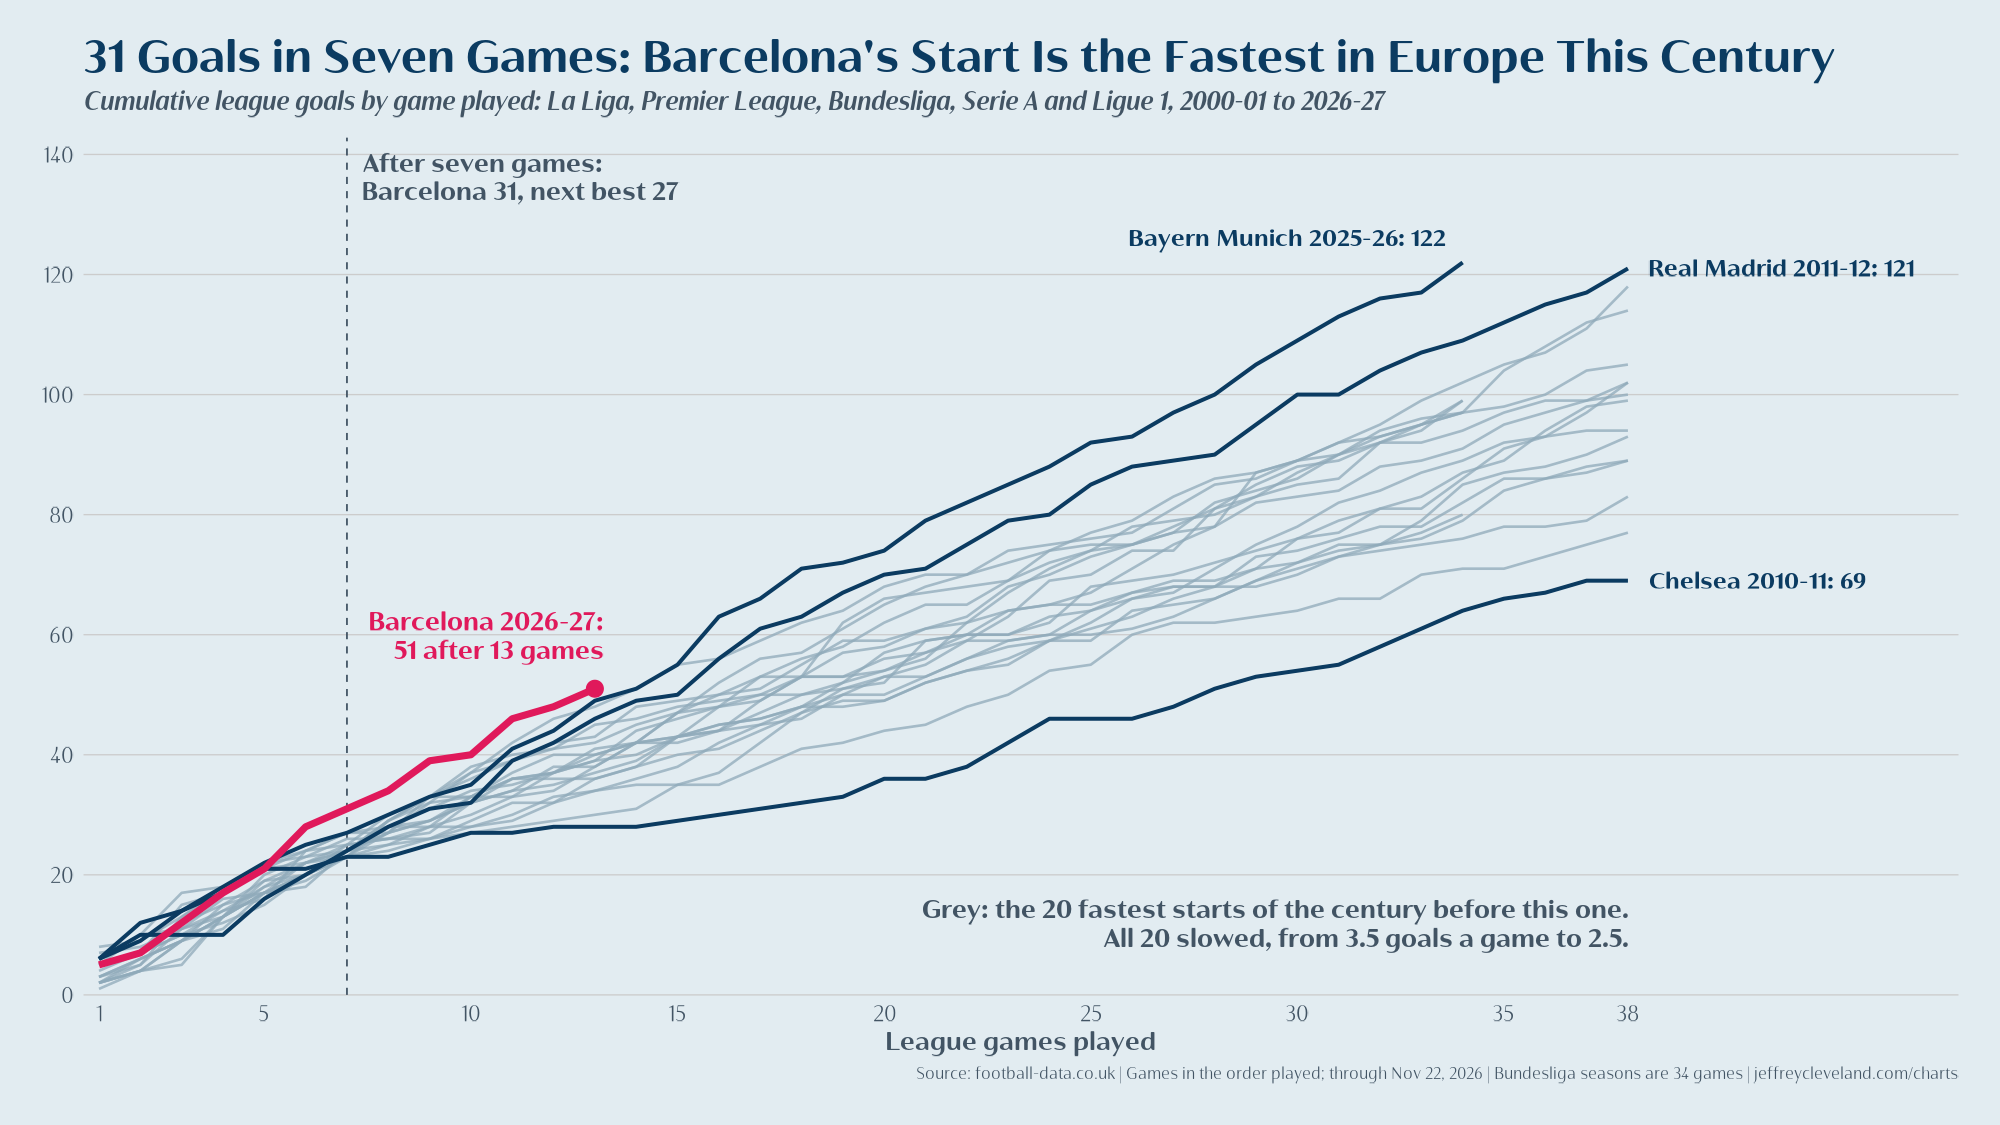 31 Goals in Seven Games: Barcelona's Start Is the Fastest in Europe This Century
Cumulative league goals by game played: La Liga, Premier League, Bundesliga, Serie A and Ligue 1, 2000-01 to 2026-27
140
After seven games:
Barcelona 31, next best 27
Bayern Munich 2025-26: 122
120
Real Madrid 2011-12: 121
100
80
Chelsea 2010-11: 69
Barcelona 2026-27:
51 after 13 games
60
40
20
Grey: the 20 fastest starts of the century before this one.
All 20 slowed, from 3.5 goals a game to 2.5.
0
1 5 10 15 20 25 30 35 38
League games played
Source: football-data.co.uk | Games in the order played; through Nov 22, 2026 | Bundesliga seasons are 34 games | jeffreycleveland.com/charts